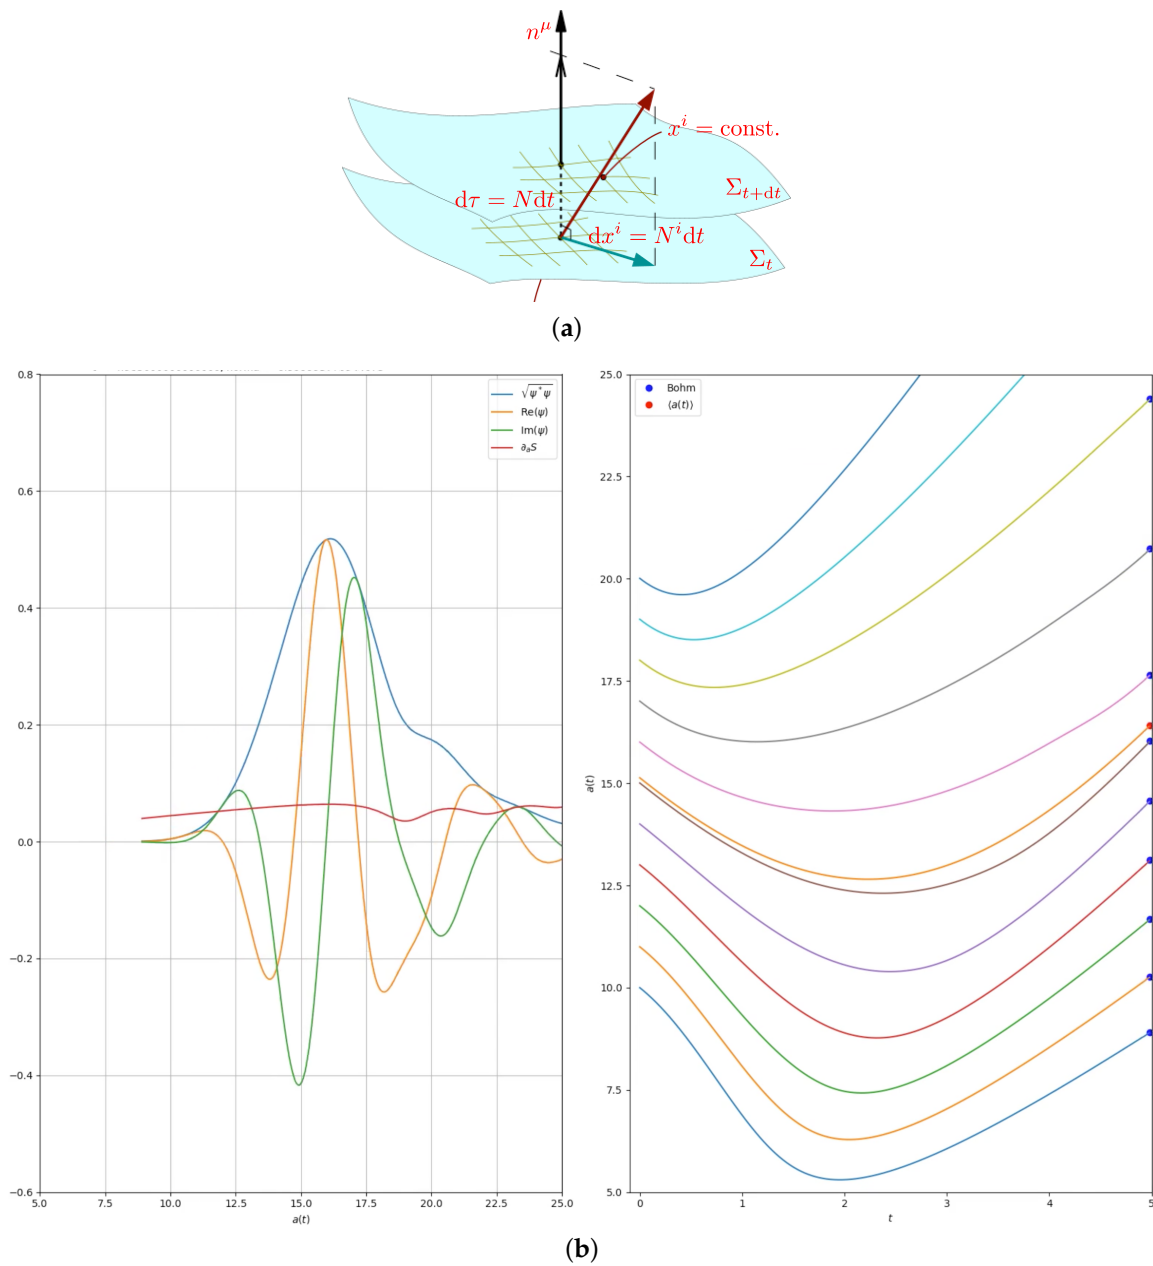 n^μ
x^i = const.
Σ_{t+dt}
dτ = Ndt
dx^i = N^i dt
Σ_t
(a)
0.8
0.6
0.4
0.2
0.0
−0.2
−0.4
−0.6
5.0 7.5 10.0 12.5 15.0 17.5 20.0 22.5 25.0
a(t)
√ψ*ψ
Re(ψ)
Im(ψ)
∂_aS
25.0
22.5
20.0
17.5
15.0
12.5
10.0
7.5
5.0
a(t)
0 1 2 3 4 5
t
Bohm
⟨a(t)⟩
(b)